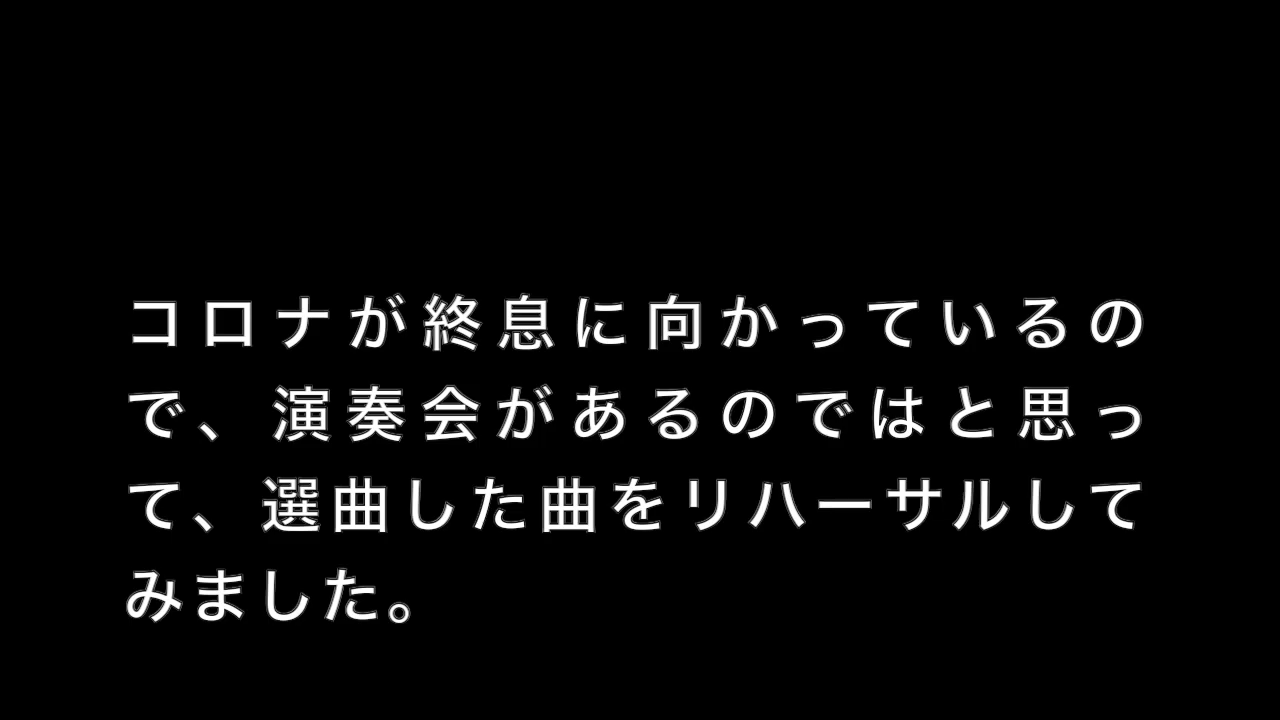 コロナが終息に向かっているの
で、演奏会があるのではと思っ
て、選曲した曲をリハーサルして
みました。